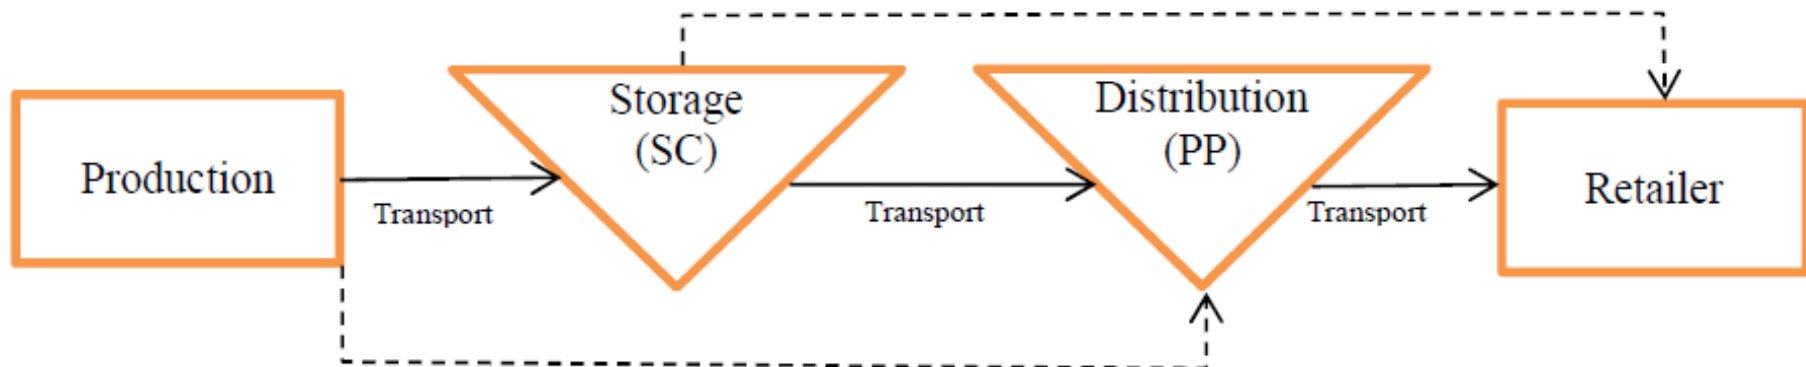 Production
Transport
Storage
(SC)
Transport
Distribution
(PP)
Transport
Retailer